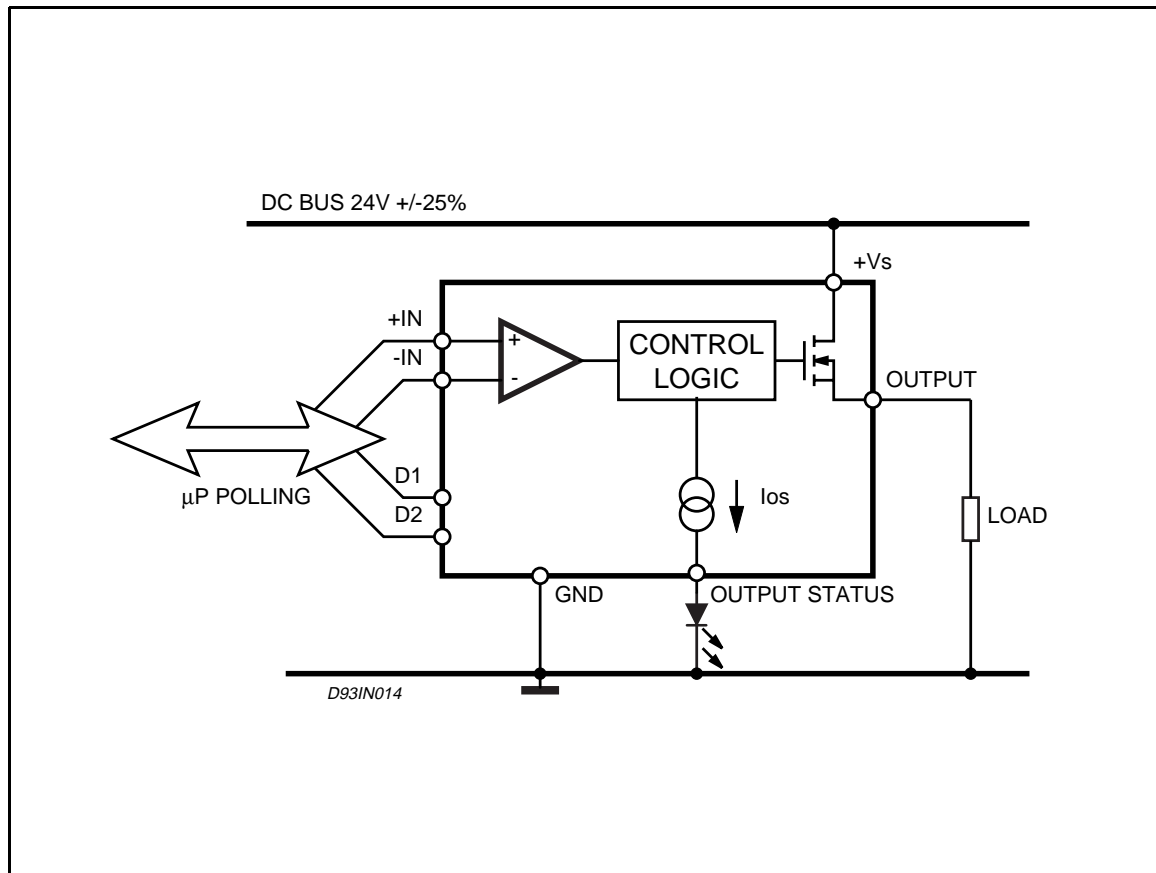 DC BUS 24V +/-25%
+Vs
+IN
-IN
+
-
CONTROL
LOGIC
OUTPUT
D1
D2
μP POLLING
Ios
LOAD
GND
OUTPUT STATUS
D93IN014